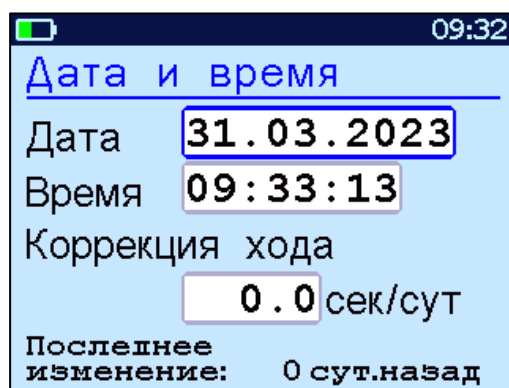 09:32
Дата и время
Дата 31.03.2023
Время 09:33:13
Коррекция хода
0.0 сек/сут
Последнее
изменение: 0 сут.назад